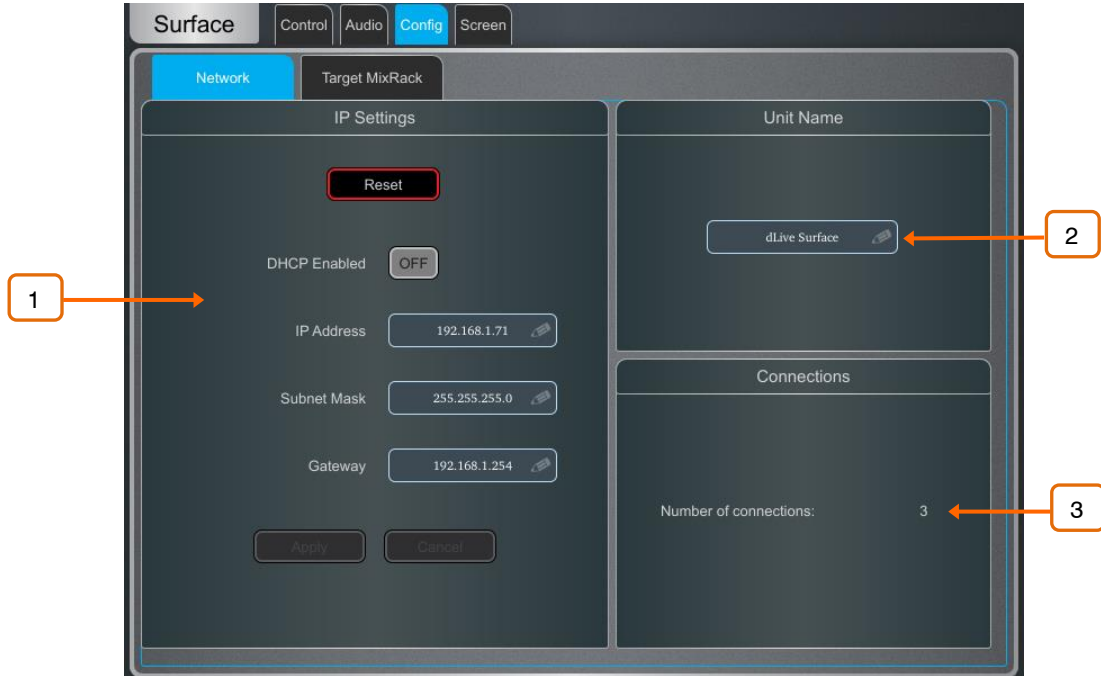 Surface Control Audio Config Screen
Network Target MixRack
IP Settings
Reset
DHCP Enabled OFF
IP Address 192.168.1.71
Subnet Mask 255.255.255.0
Gateway 192.168.1.254
Apply Cancel
1
Unit Name
dLive Surface
2
Connections
Number of connections: 3
3